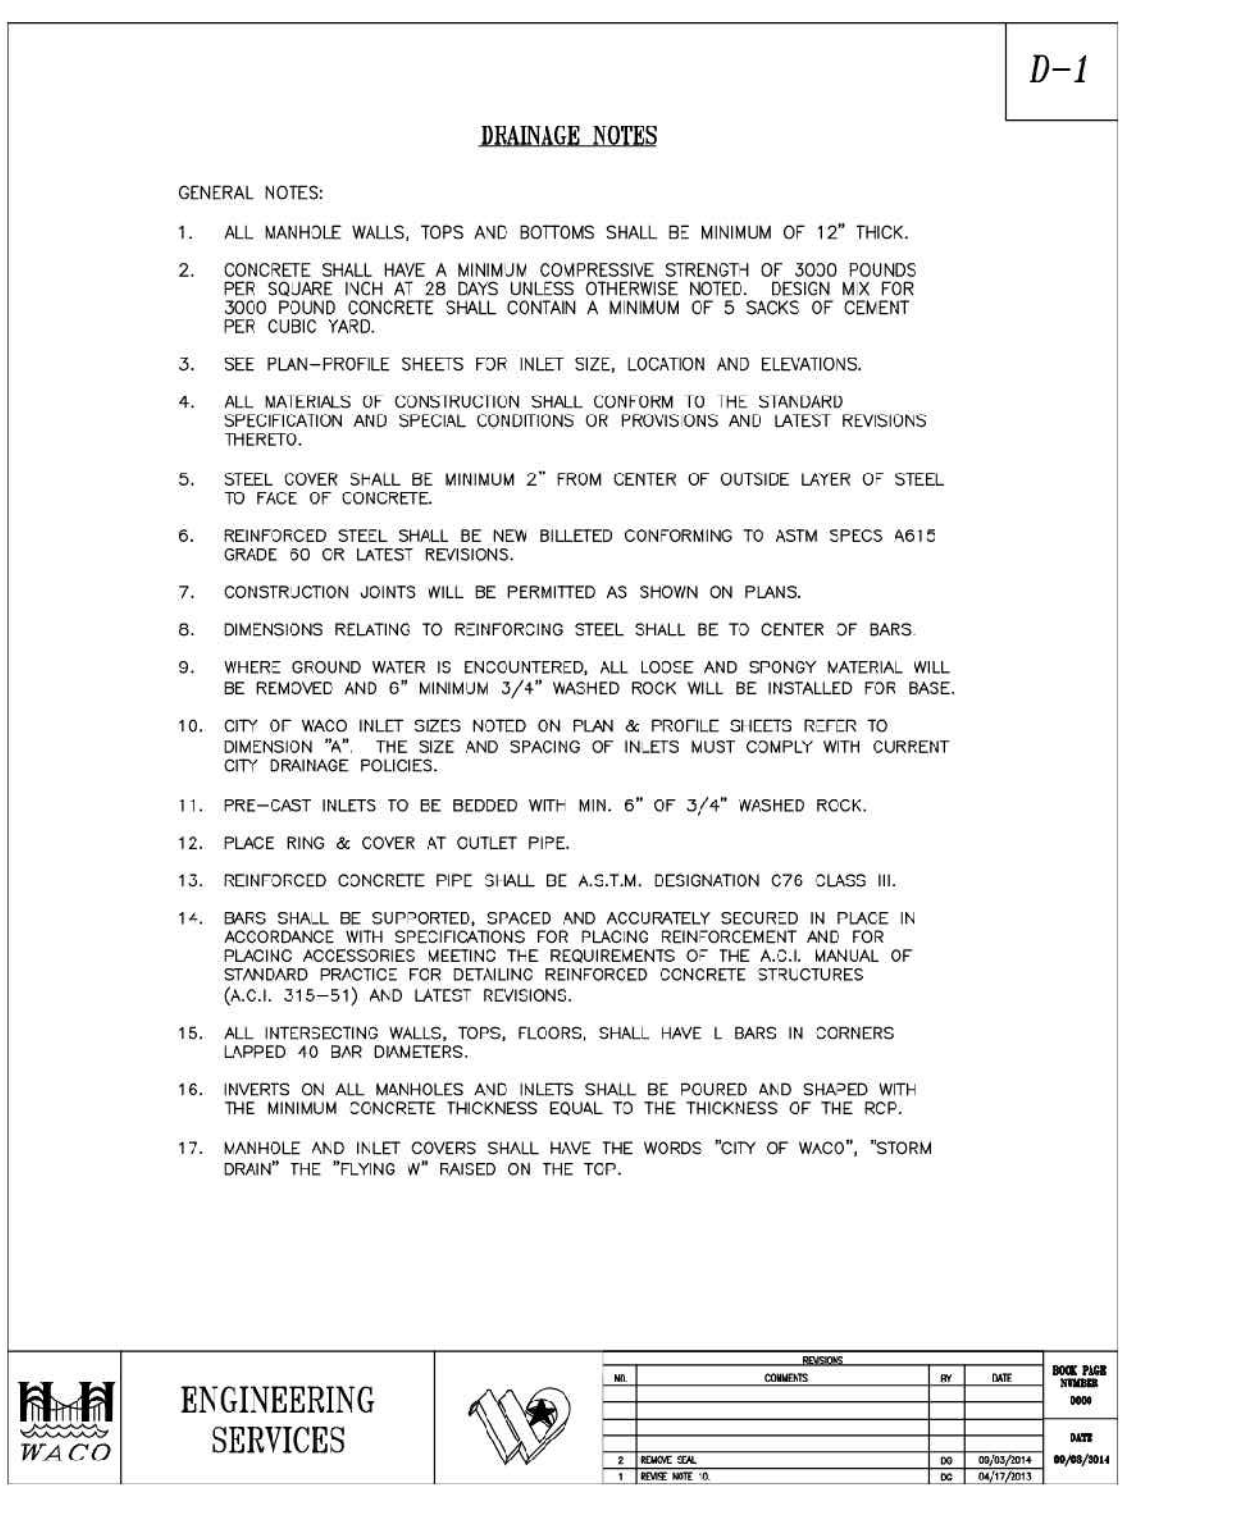 D-1
DRAINAGE NOTES
GENERAL NOTES:
1. ALL MANHOLE WALLS, TOPS AND BOTTOMS SHALL BE MINIMUM OF 12" THICK.
2. CONCRETE SHALL HAVE A MINIMUM COMPRESSIVE STRENGTH OF 3000 POUNDS
PER SQUARE INCH AT 28 DAYS UNLESS OTHERWISE NOTED. DESIGN MIX FOR
3000 POUND CONCRETE SHALL CONTAIN A MINIMUM OF 5 SACKS OF CEMENT
PER CUBIC YARD.
3. SEE PLAN-PROFILE SHEETS FOR INLET SIZE, LOCATION AND ELEVATIONS.
4. ALL MATERIALS OF CONSTRUCTION SHALL CONFORM TO THE STANDARD
SPECIFICATION AND SPECIAL CONDITIONS OR PROVISIONS AND LATEST REVISIONS
THERETO.
5. STEEL COVER SHALL BE MINIMUM 2" FROM CENTER OF OUTSIDE LAYER OF STEEL
TO FACE OF CONCRETE.
6. REINFORCED STEEL SHALL BE NEW BILLETED CONFORMING TO ASTM SPECS A615
GRADE 60 OR LATEST REVISIONS.
7. CONSTRUCTION JOINTS WILL BE PERMITTED AS SHOWN ON PLANS.
8. DIMENSIONS RELATING TO REINFORCING STEEL SHALL BE TO CENTER OF BARS.
9. WHERE GROUND WATER IS ENCOUNTERED, ALL LOOSE AND SPONGY MATERIAL WILL
BE REMOVED AND 6" MINIMUM 3/4" WASHED ROCK WILL BE INSTALLED FOR BASE.
10. CITY OF WACO INLET SIZES NOTED ON PLAN & PROFILE SHEETS REFER TO
DIMENSION "A". THE SIZE AND SPACING OF INLETS MUST COMPLY WITH CURRENT
CITY DRAINAGE POLICIES.
11. PRE-CAST INLETS TO BE BEDDED WITH MIN. 6" OF 3/4" WASHED ROCK.
12. PLACE RING & COVER AT OUTLET PIPE.
13. REINFORCED CONCRETE PIPE SHALL BE A.S.T.M. DESIGNATION C76 CLASS III.
14. BARS SHALL BE SUPPORTED, SPACED AND ACCURATELY SECURED IN PLACE IN
ACCORDANCE WITH SPECIFICATIONS FOR PLACING REINFORCEMENT AND FOR
PLACING ACCESSORIES MEETING THE REQUIREMENTS OF THE A.C.I. MANUAL OF
STANDARD PRACTICE FOR DETAILING REINFORCED CONCRETE STRUCTURES
(A.C.I. 315-51) AND LATEST REVISIONS.
15. ALL INTERSECTING WALLS, TOPS, FLOORS, SHALL HAVE L BARS IN CORNERS
LAPPED 40 BAR DIAMETERS.
16. INVERTS ON ALL MANHOLES AND INLETS SHALL BE POURED AND SHAPED WITH
THE MINIMUM CONCRETE THICKNESS EQUAL TO THE THICKNESS OF THE RCP.
17. MANHOLE AND INLET COVERS SHALL HAVE THE WORDS "CITY OF WACO", "STORM
DRAIN" THE "FLYING W" RAISED ON THE TOP.
WACO
ENGINEERING
SERVICES
REVISIONS
NO. COMMENTS BY DATE
2 REMOVE SEAL DG 09/03/2014
1 REVISE NOTE 10. DG 04/17/2013
BOOK PAGE
NUMBER
0000
DATE
09/03/2014